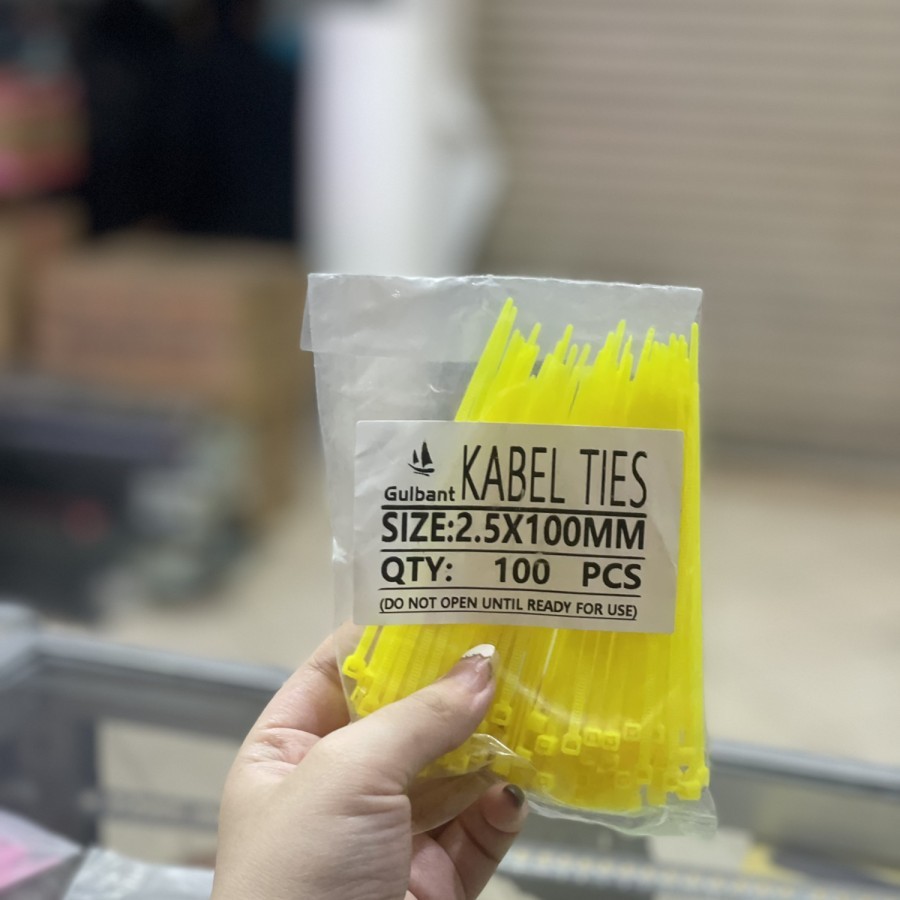 Gulbant KABEL TIES
SIZE:2.5X100MM
QTY: 100 PCS
(DO NOT OPEN UNTIL READY FOR USE)